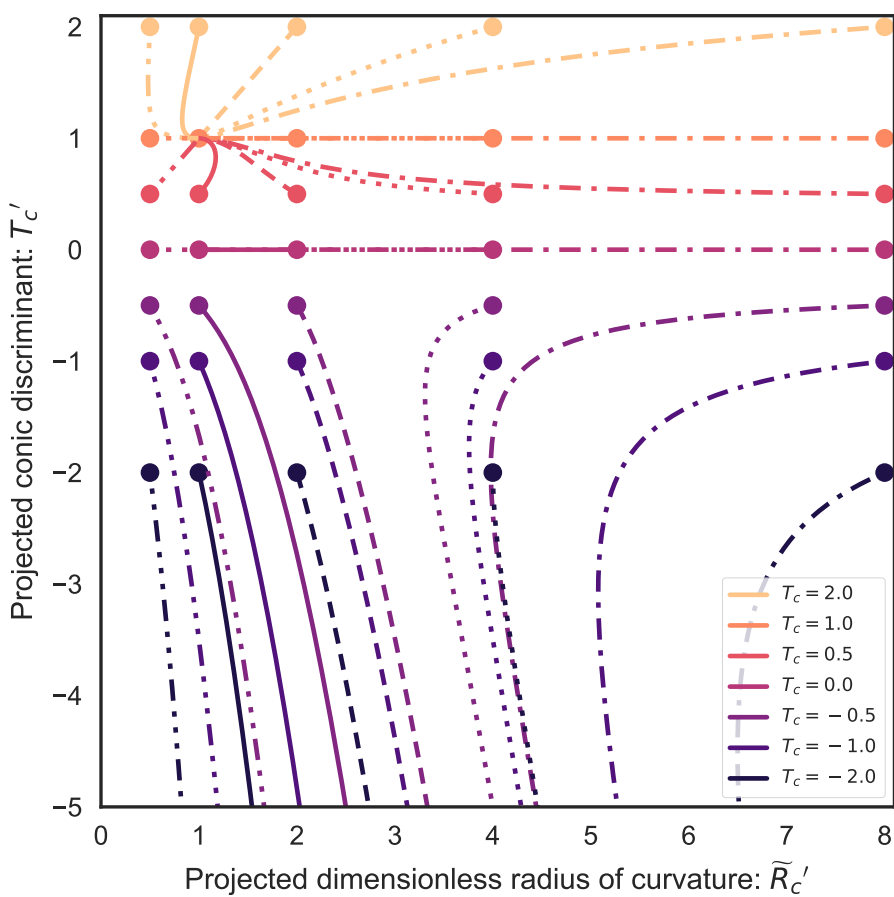 Projected conic discriminant: T_c′
2
1
0
−1
−2
−3
−4
−5
0 1 2 3 4 5 6 7 8
Projected dimensionless radius of curvature: R̃_c′
T_c = 2.0
T_c = 1.0
T_c = 0.5
T_c = 0.0
T_c = −0.5
T_c = −1.0
T_c = −2.0